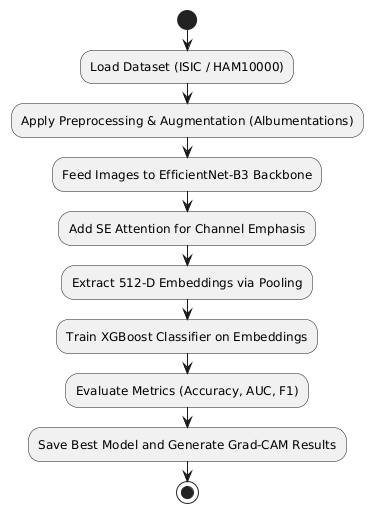 Load Dataset (ISIC / HAM10000)
Apply Preprocessing & Augmentation (Albumentations)
Feed Images to EfficientNet-B3 Backbone
Add SE Attention for Channel Emphasis
Extract 512-D Embeddings via Pooling
Train XGBoost Classifier on Embeddings
Evaluate Metrics (Accuracy, AUC, F1)
Save Best Model and Generate Grad-CAM Results